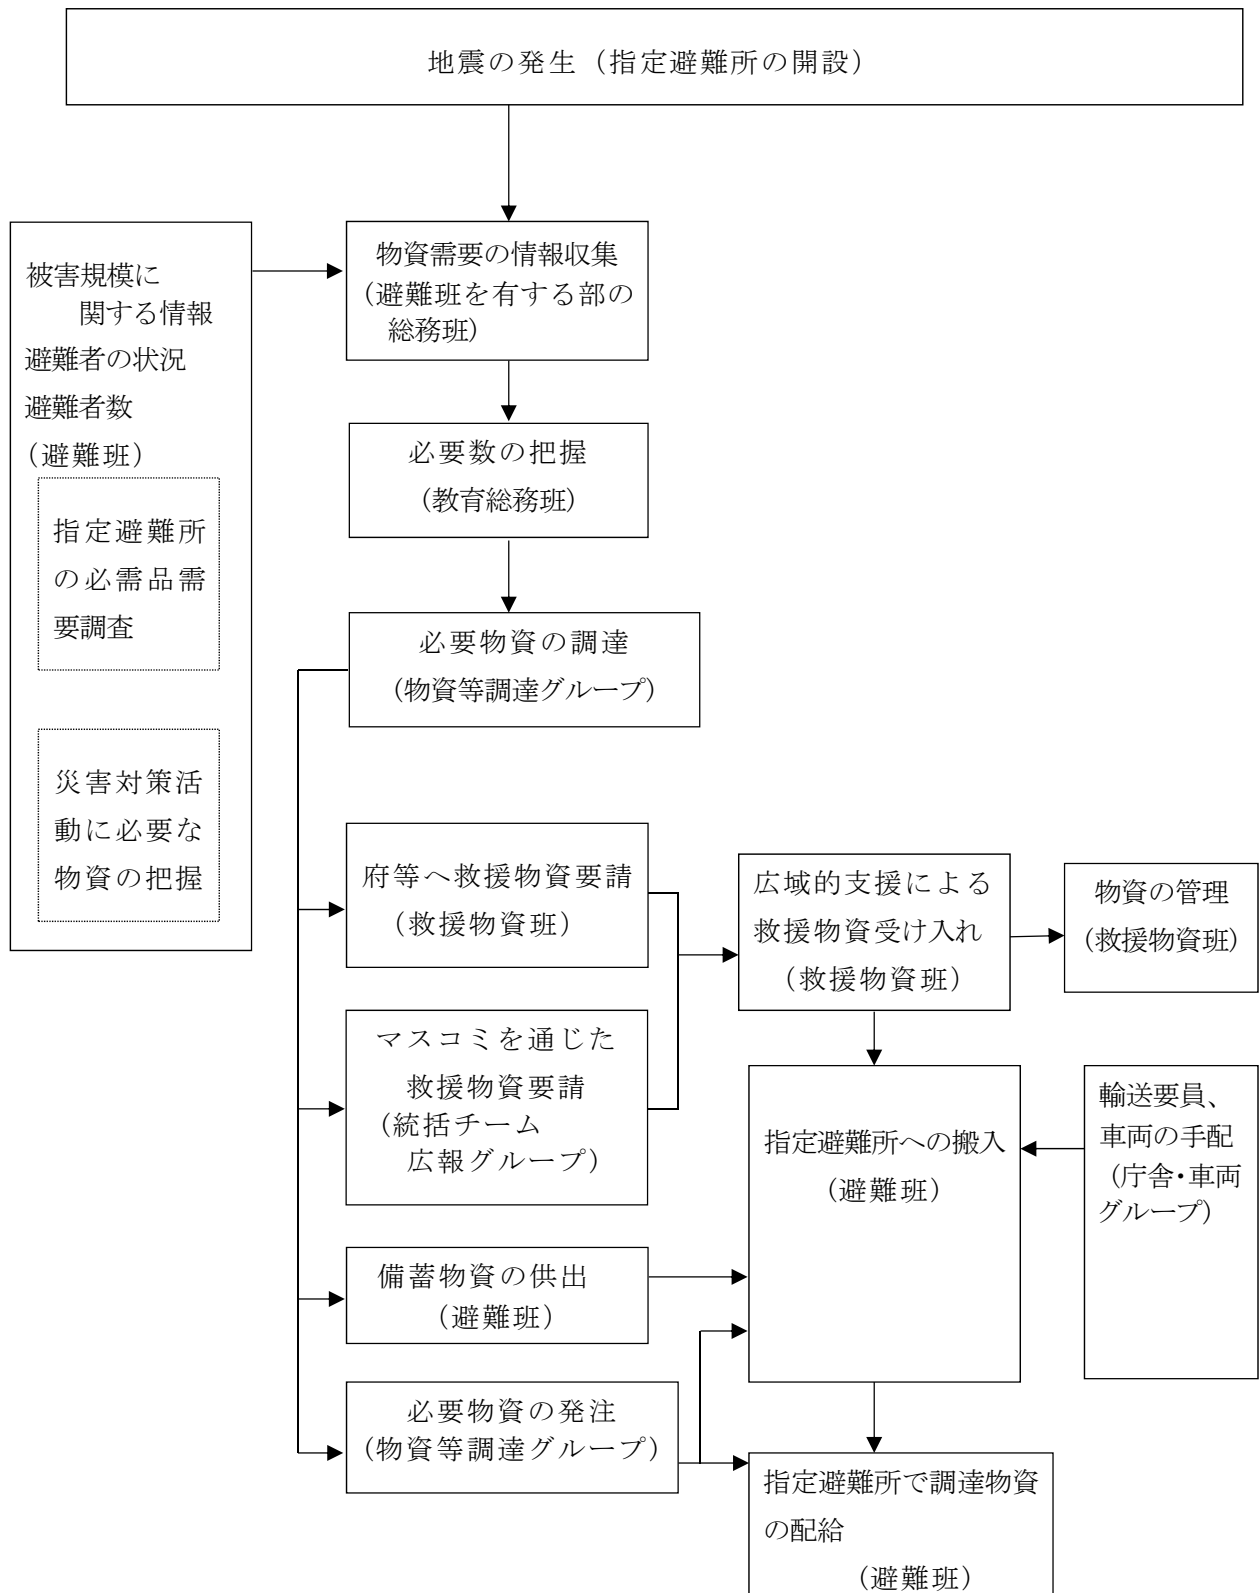 地震の発生（指定避難所の開設）
被害規模に
関する情報
避難者の状況
避難者数
（避難班）
指定避難所
の必需品需
要調査
災害対策活
動に必要な
物資の把握
物資需要の情報収集
（避難班を有する部の
総務班）
必要数の把握
（教育総務班）
必要物資の調達
（物資等調達グループ）
府等へ救援物資要請
（救援物資班）
マスコミを通じた
救援物資要請
（統括チーム
広報グループ）
備蓄物資の供出
（避難班）
必要物資の発注
（物資等調達グループ）
広域的支援による
救援物資受け入れ
（救援物資班）
物資の管理
（救援物資班）
指定避難所への搬入
（避難班）
輸送要員、
車両の手配
（庁舎・車両
グループ）
指定避難所で調達物資
の配給
（避難班）